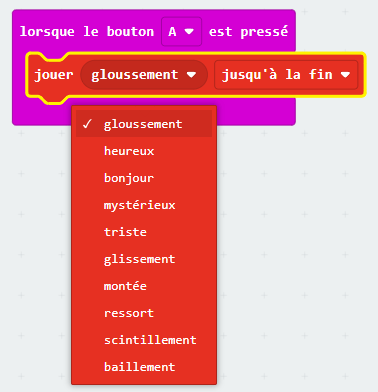 lorsque le bouton A est pressé
jouer gloussement jusqu'à la fin
✓ gloussement
heureux
bonjour
mystérieux
triste
glissement
montée
ressort
scintillement
baillement